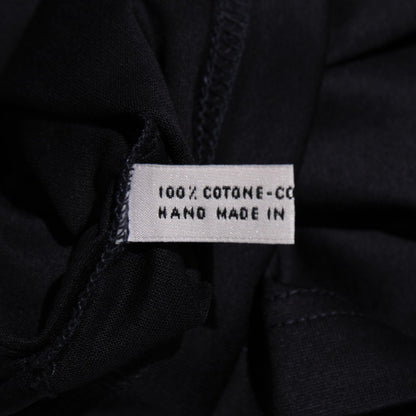 100% COTONE-CO
HAND MADE IN